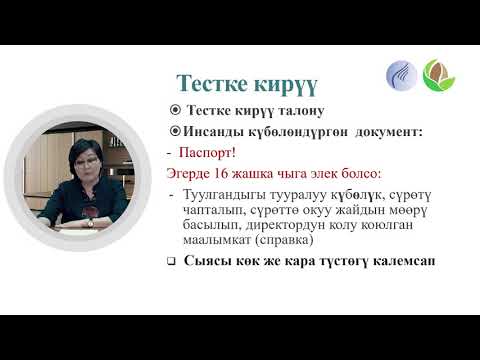 Тестке кирүү
Тестке кирүү талону
Инсанды күбөлөндүргөн документ:
- Паспорт!
Эгерде 16 жашка чыга элек болсо:
- Туулгандыгы тууралуу күбөлүк, сүрөтү
чапталып, сүрөттө окуу жайдын мөөрү
басылып, директордун колу коюлган
маалымкат (справка)
Сыясы көк же кара түстөгү калемсап